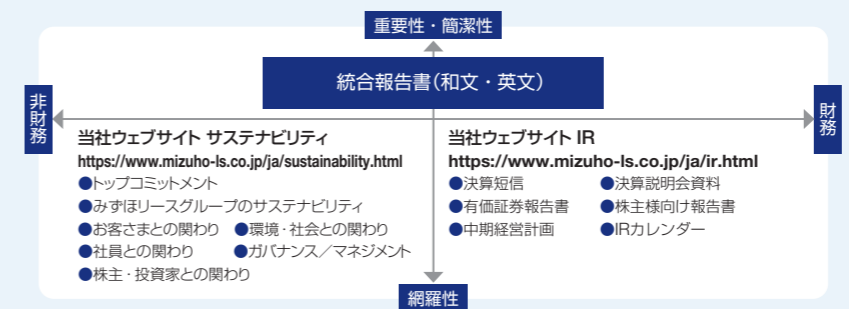 重要性・簡潔性
統合報告書(和文・英文)
非財務
財務
当社ウェブサイト サステナビリティ
https://www.mizuho-ls.co.jp/ja/sustainability.html
●トップコミットメント
●みずほリースグループのサステナビリティ
●お客さまとの関わり ●環境・社会との関わり
●社員との関わり ●ガバナンス／マネジメント
●株主・投資家との関わり
当社ウェブサイト IR
https://www.mizuho-ls.co.jp/ja/ir.html
●決算短信 ●決算説明会資料
●有価証券報告書 ●株主様向け報告書
●中期経営計画 ●IRカレンダー
網羅性